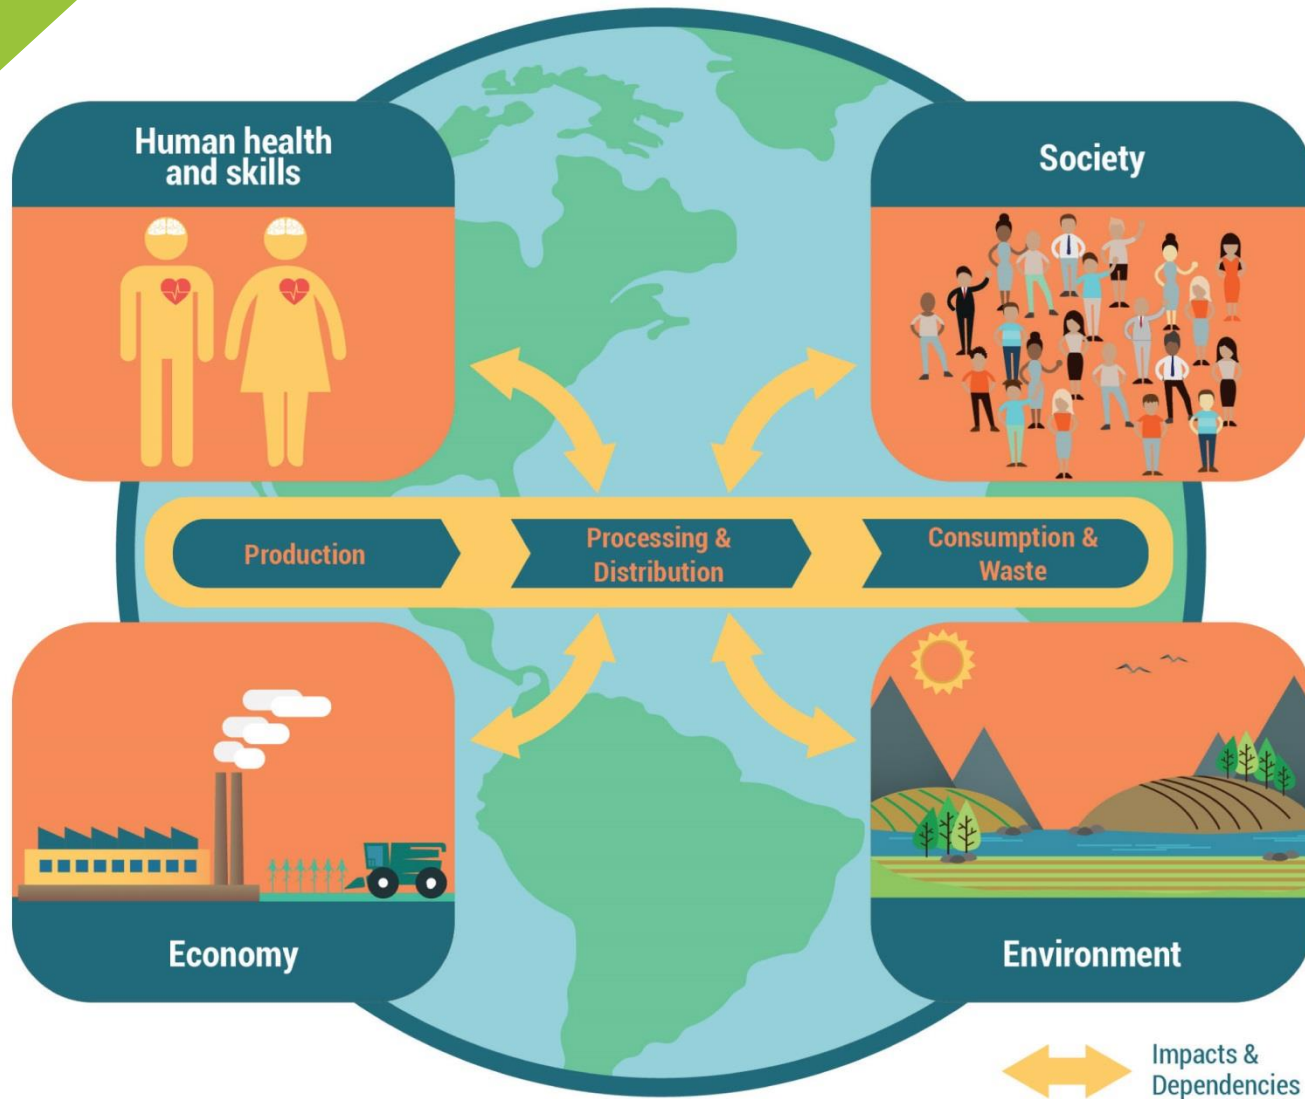 Human health
and skills
Society
Production
Processing &
Distribution
Consumption &
Waste
Economy
Environment
Impacts &
Dependencies